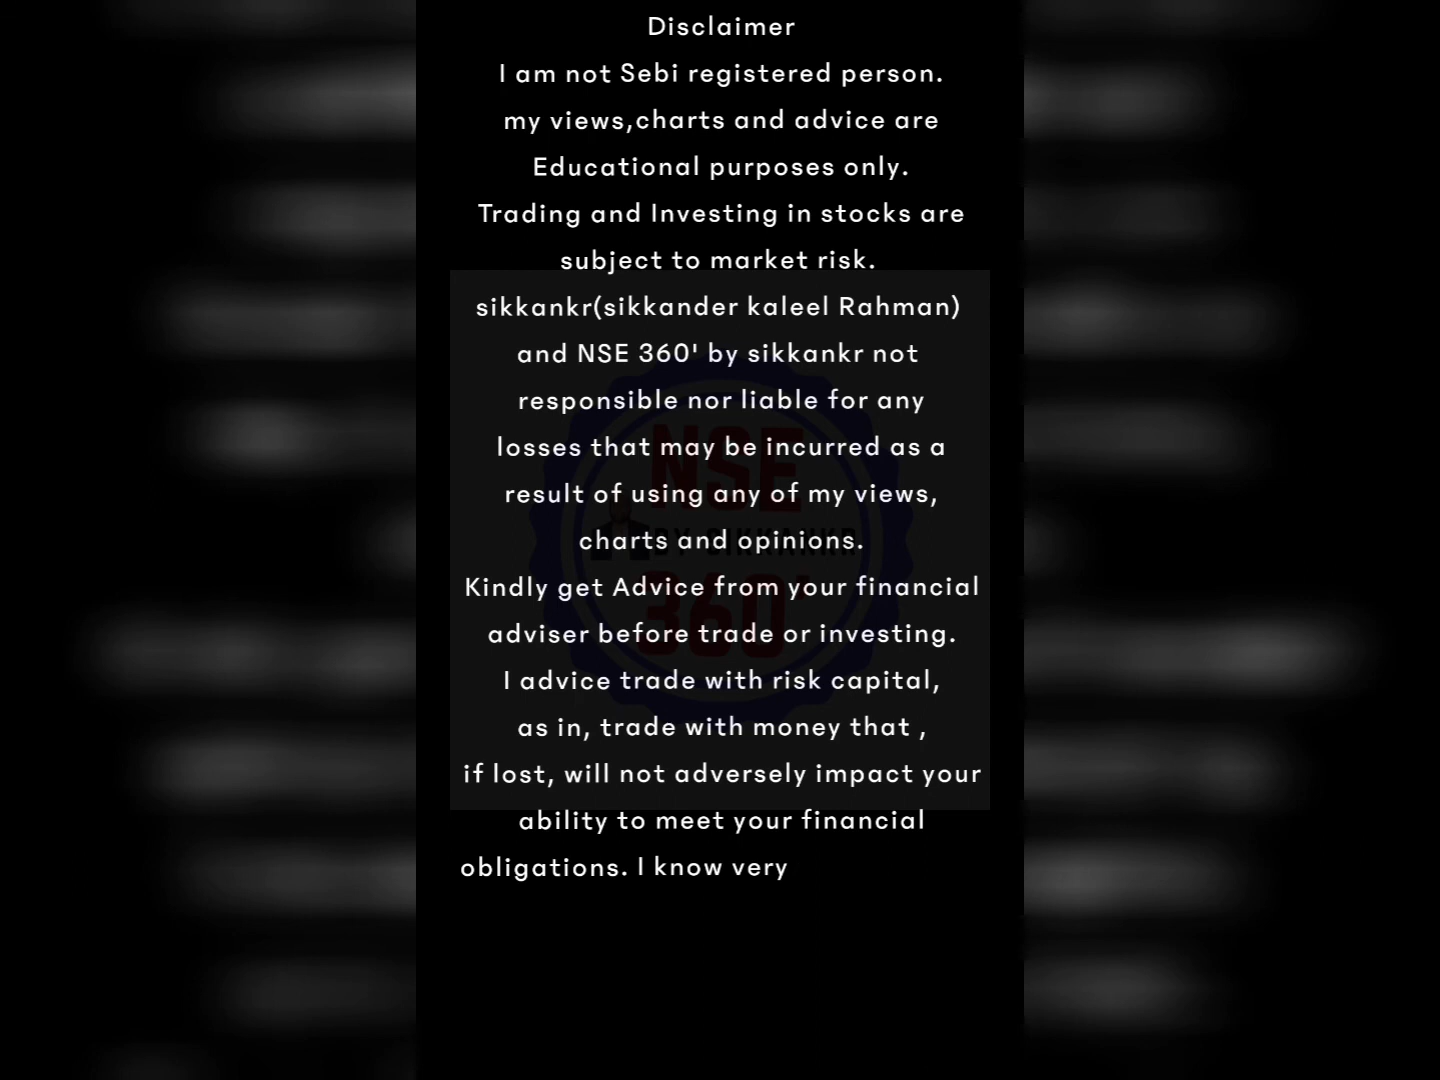 Disclaimer
I am not Sebi registered person.
my views,charts and advice are
Educational purposes only.
Trading and Investing in stocks are
subject to market risk.
sikkankr(sikkander kaleel Rahman)
and NSE 360' by sikkankr not
responsible nor liable for any
losses that may be incurred as a
result of using any of my views,
charts and opinions.
Kindly get Advice from your financial
adviser before trade or investing.
I advice trade with risk capital,
as in, trade with money that ,
if lost, will not adversely impact your
ability to meet your financial
obligations. I know very
NSE
BY SIKKANKR
360'